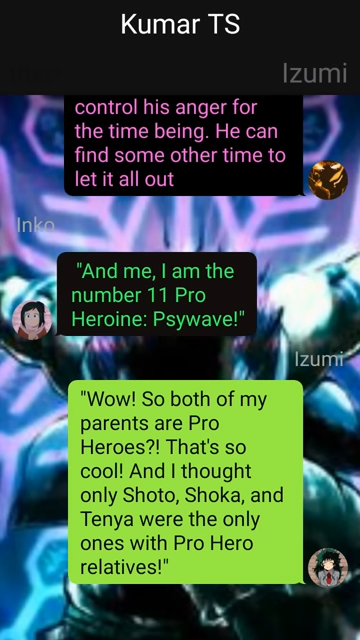 Kumar TS
Izumi
control his anger for
the time being. He can
find some other time to
let it all out
Inko
"And me, I am the
number 11 Pro
Heroine: Psywave!"
Izumi
"Wow! So both of my
parents are Pro
Heroes?! That's so
cool! And I thought
only Shoto, Shoka, and
Tenya were the only
ones with Pro Hero
relatives!"